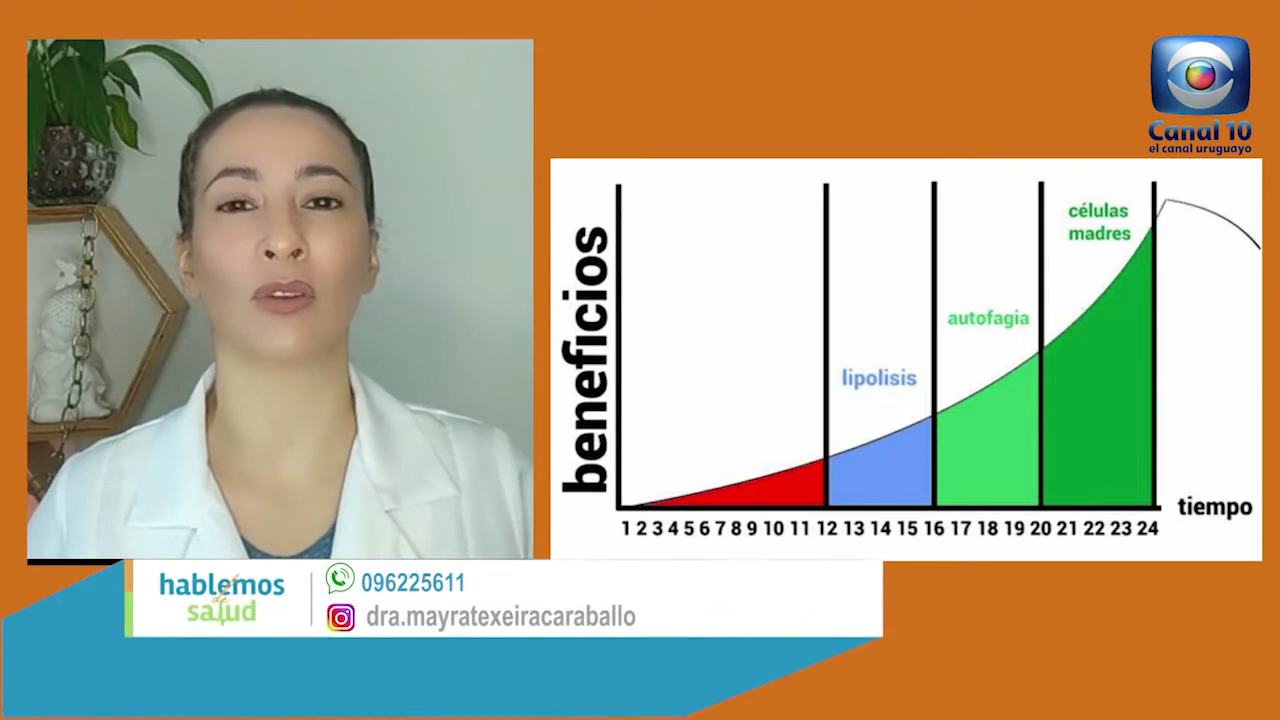 Canal 10
el canal uruguayo
beneficios
células
madres
autofagia
lipolisis
tiempo
1 2 3 4 5 6 7 8 9 10 11 12 13 14 15 16 17 18 19 20 21 22 23 24
hablemos
de
salud
096225611
dra.mayratexeiracaraballo